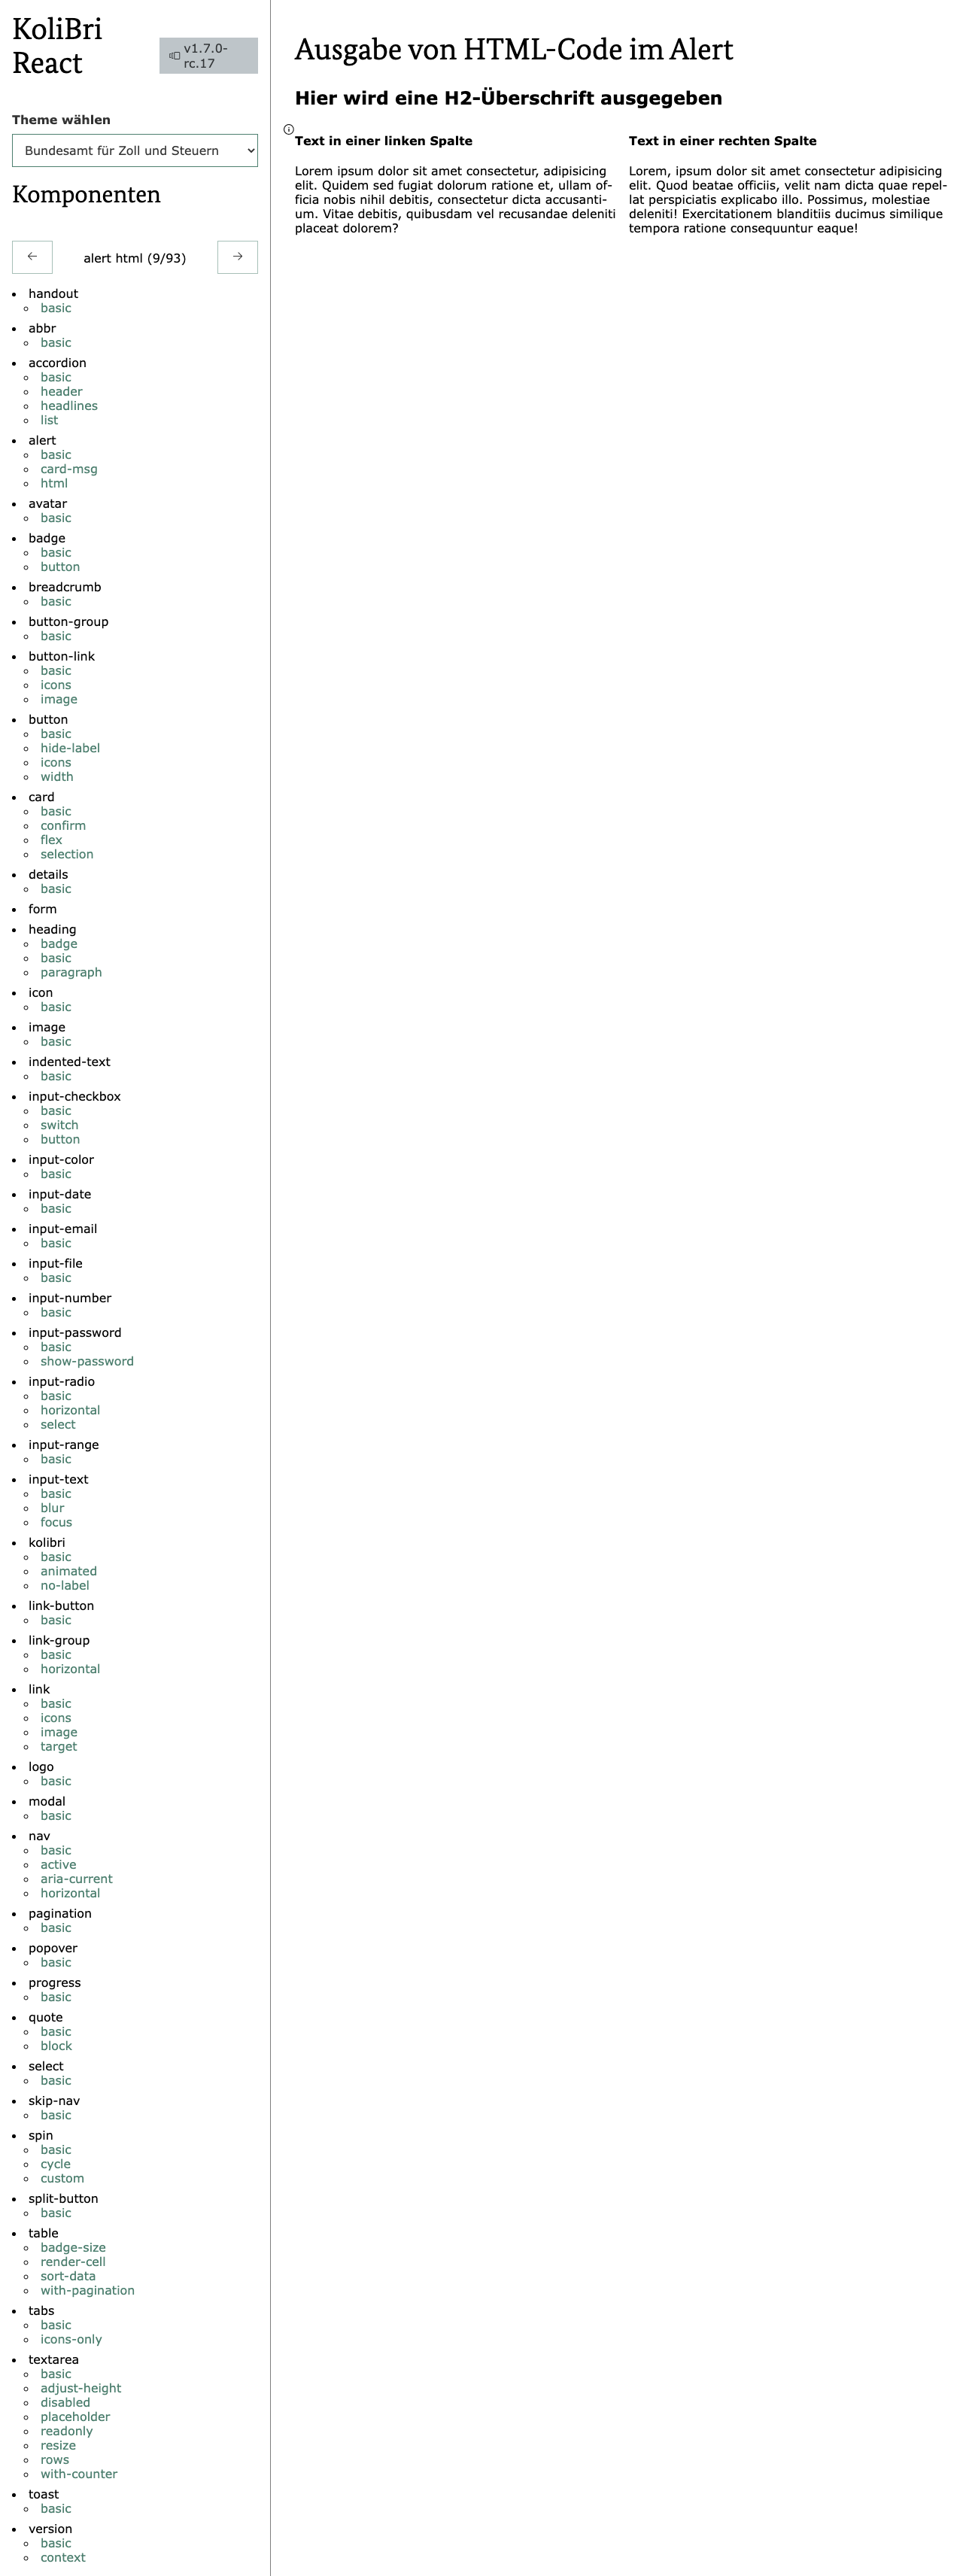 KoliBri
React
v1.7.0-
rc.17
Theme wählen
Bundesamt für Zoll und Steuern
Komponenten
alert html (9/93)
handout
basic
abbr
basic
accordion
basic
header
headlines
list
alert
basic
card-msg
html
avatar
basic
badge
basic
button
breadcrumb
basic
button-group
basic
button-link
basic
icons
image
button
basic
hide-label
icons
width
card
basic
confirm
flex
selection
details
basic
form
heading
badge
basic
paragraph
icon
basic
image
basic
indented-text
basic
input-checkbox
basic
switch
button
input-color
basic
input-date
basic
input-email
basic
input-file
basic
input-number
basic
input-password
basic
show-password
input-radio
basic
horizontal
select
input-range
basic
input-text
basic
blur
focus
kolibri
basic
animated
no-label
link-button
basic
link-group
basic
horizontal
link
basic
icons
image
target
logo
basic
modal
basic
nav
basic
active
aria-current
horizontal
pagination
basic
popover
basic
progress
basic
quote
basic
block
select
basic
skip-nav
basic
spin
basic
cycle
custom
split-button
basic
table
badge-size
render-cell
sort-data
with-pagination
tabs
basic
icons-only
textarea
basic
adjust-height
disabled
placeholder
readonly
resize
rows
with-counter
toast
basic
version
basic
context
Ausgabe von HTML-Code im Alert
Hier wird eine H2-Überschrift ausgegeben
Text in einer linken Spalte
Lorem ipsum dolor sit amet consectetur, adipisicing
elit. Quidem sed fugiat dolorum ratione et, ullam of-
ficia nobis nihil debitis, consectetur dicta accusanti-
um. Vitae debitis, quibusdam vel recusandae deleniti
placeat dolorem?
Text in einer rechten Spalte
Lorem, ipsum dolor sit amet consectetur adipisicing
elit. Quod beatae officiis, velit nam dicta quae repel-
lat perspiciatis explicabo illo. Possimus, molestiae
deleniti! Exercitationem blanditiis ducimus similique
tempora ratione consequuntur eaque!